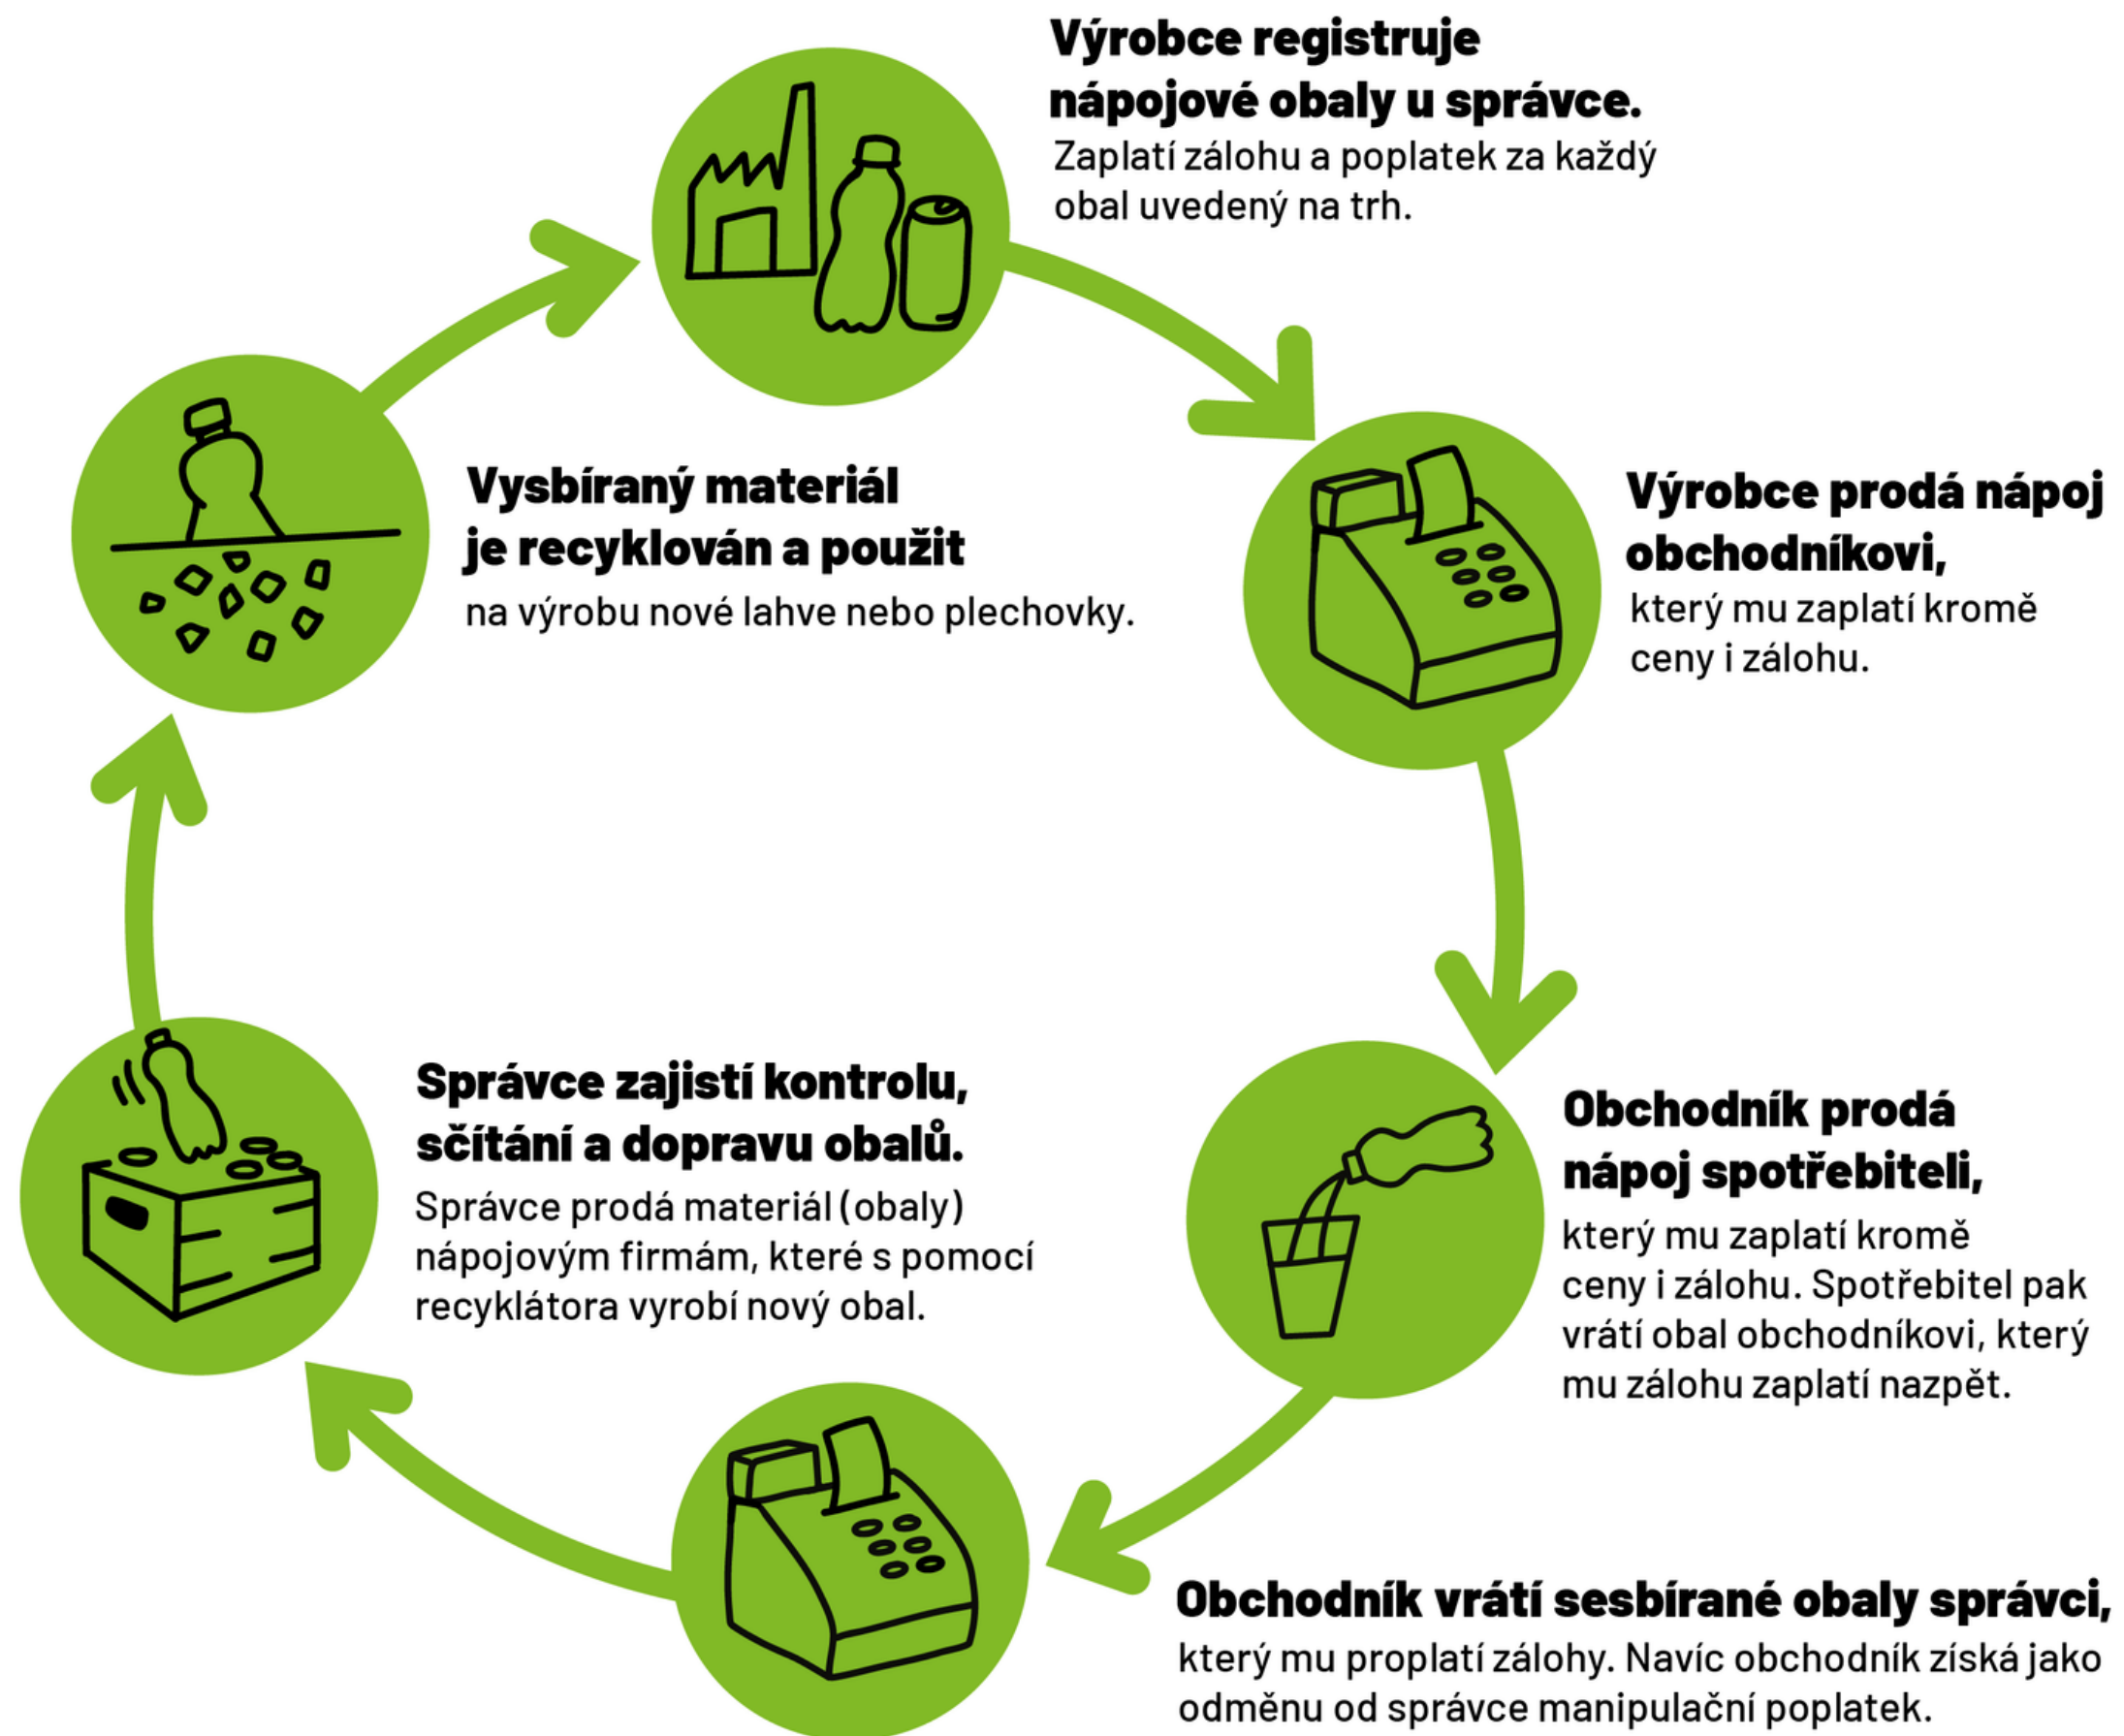 Výrobce registruje
nápojové obaly u správce.
Zaplatí zálohu a poplatek za každý
obal uvedený na trh.
Výrobce prodá nápoj
obchodníkovi,
který mu zaplatí kromě
ceny i zálohu.
Obchodník prodá
nápoj spotřebiteli,
který mu zaplatí kromě
ceny i zálohu. Spotřebitel pak
vrátí obal obchodníkovi, který
mu zálohu zaplatí nazpět.
Obchodník vrátí sesbírané obaly správci,
který mu proplatí zálohy. Navíc obchodník získá jako
odměnu od správce manipulační poplatek.
Správce zajistí kontrolu,
sčítání a dopravu obalů.
Správce prodá materiál (obaly)
nápojovým firmám, které s pomocí
recyklátora vyrobí nový obal.
Vysbíraný materiál
je recyklován a použit
na výrobu nové lahve nebo plechovky.